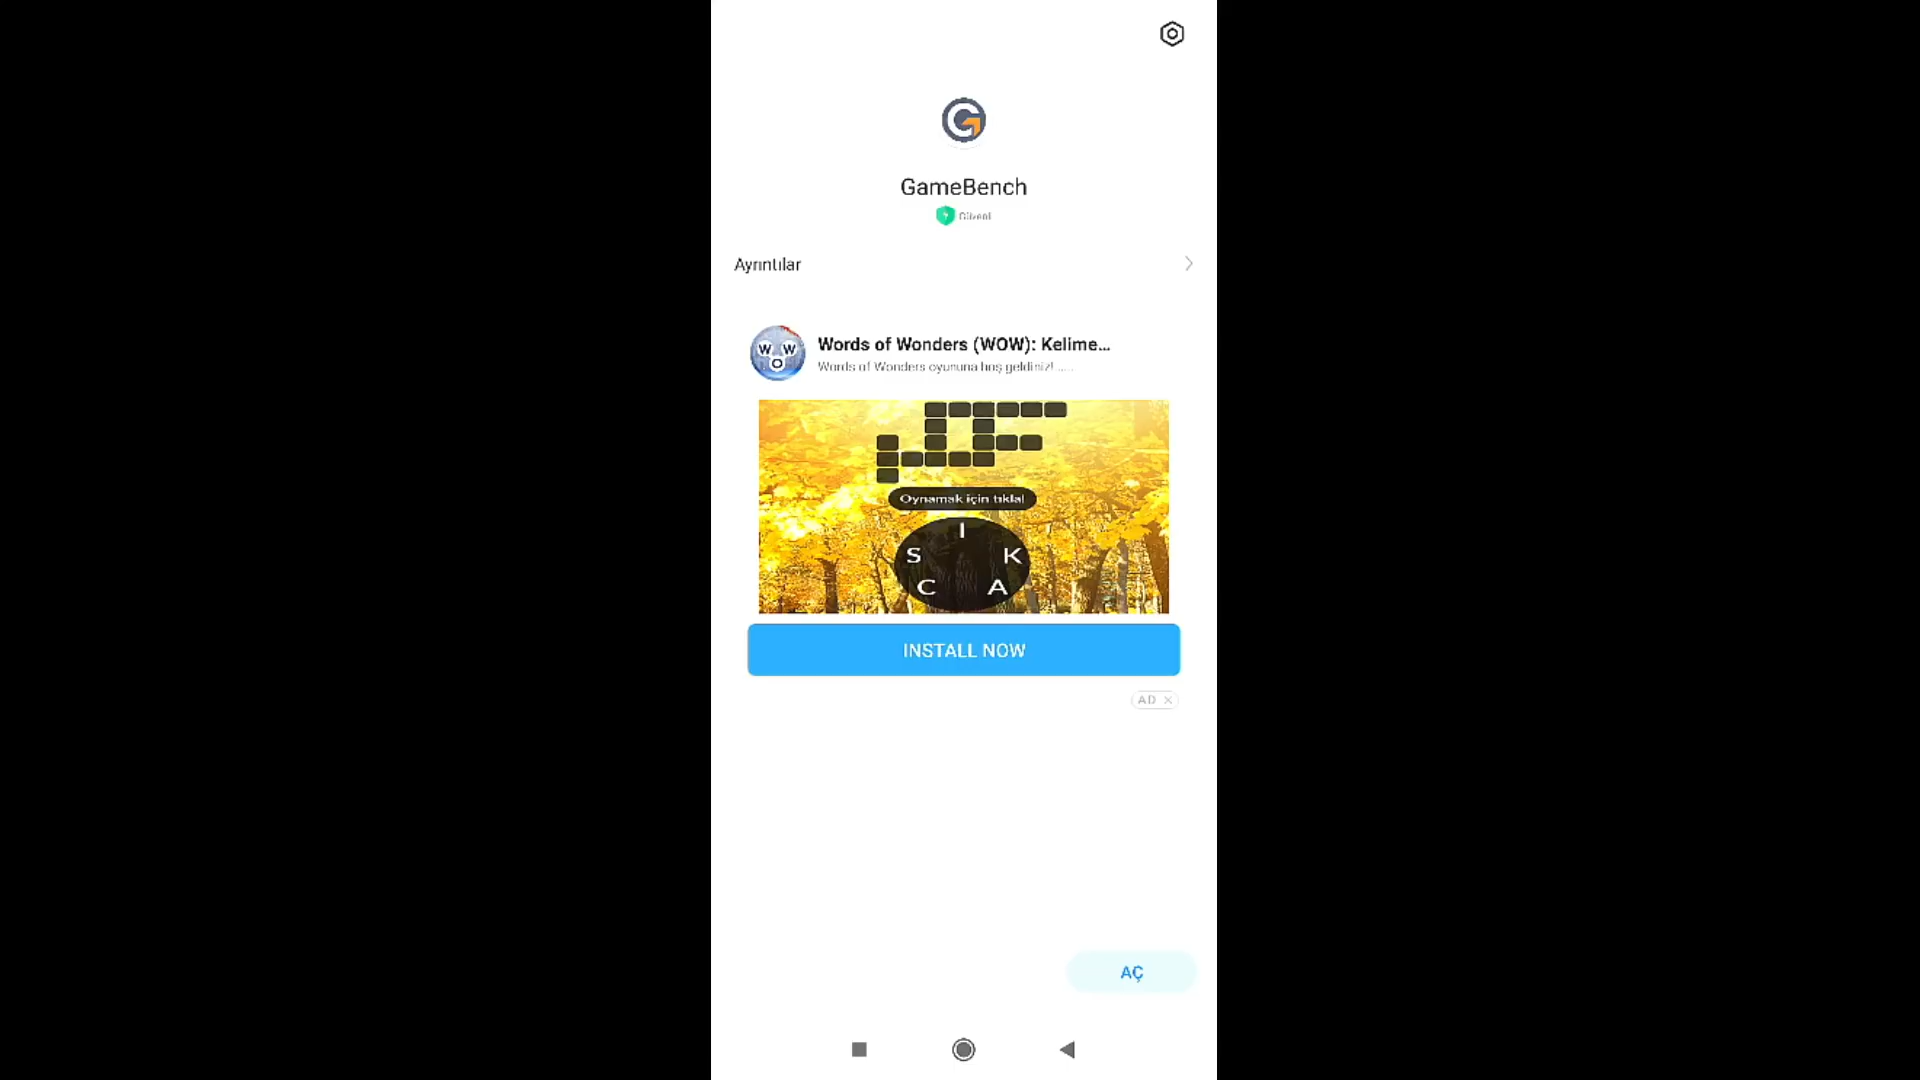 GameBench
Güvenli
Ayrıntılar
W W
O
Words of Wonders (WOW): Kelime...
Words of Wonders oyununa hoş geldiniz! ......
Oynamak için tıkla!
I
S K
C A
INSTALL NOW
AD
AÇ